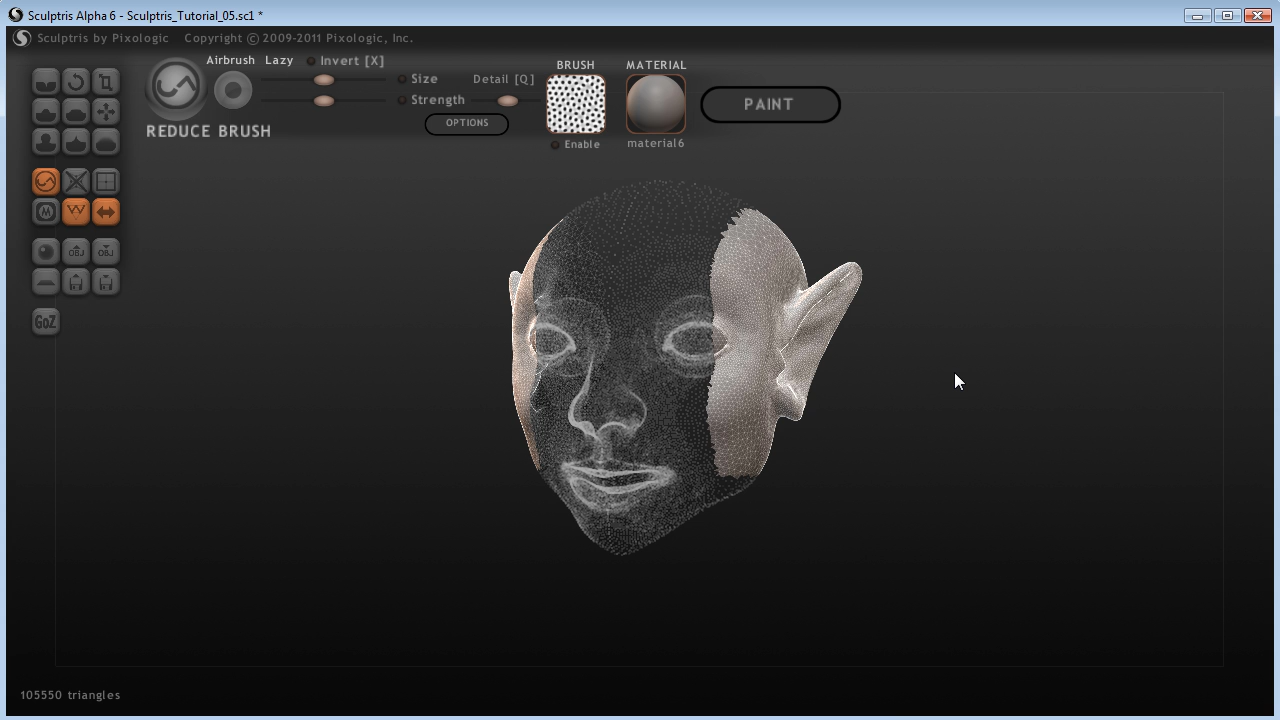 Sculptris Alpha 6 - Sculptris_Tutorial_05.sc1 *
Sculptris by Pixologic Copyright © 2009-2011 Pixologic, Inc.
Airbrush Lazy Invert [X]
Size Detail [Q]
Strength
OPTIONS
REDUCE BRUSH
BRUSH
Enable
MATERIAL
material6
PAINT
M
OBJ OBJ
GoZ
105550 triangles